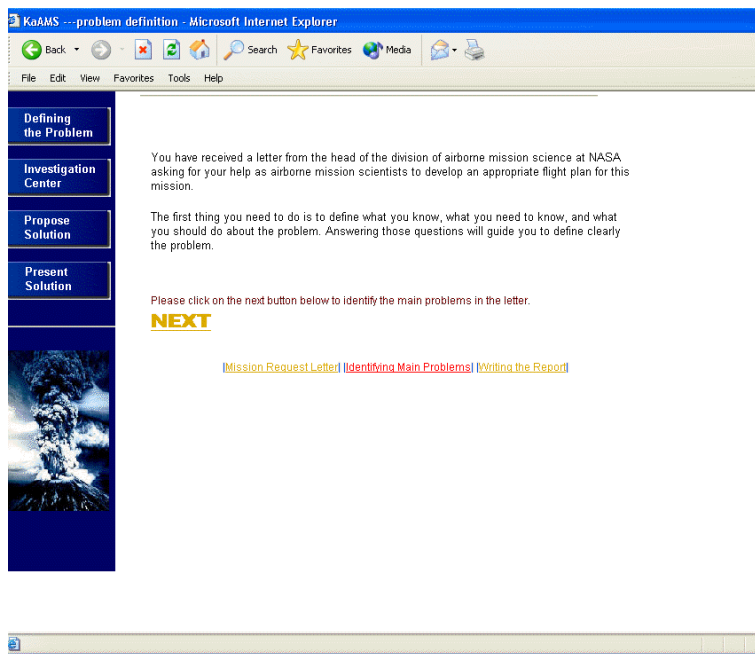 KaAMS ---problem definition - Microsoft Internet Explorer
Back Search Favorites Media
File Edit View Favorites Tools Help
Defining
the Problem
Investigation
Center
Propose
Solution
Present
Solution
You have received a letter from the head of the division of airborne mission science at NASA
asking for your help as airborne mission scientists to develop an appropriate flight plan for this
mission.
The first thing you need to do is to define what you know, what you need to know, and what
you should do about the problem. Answering those questions will guide you to define clearly
the problem.
Please click on the next button below to identify the main problems in the letter.
NEXT
|Mission Request Letter| |Identifying Main Problems| |Writing the Report|